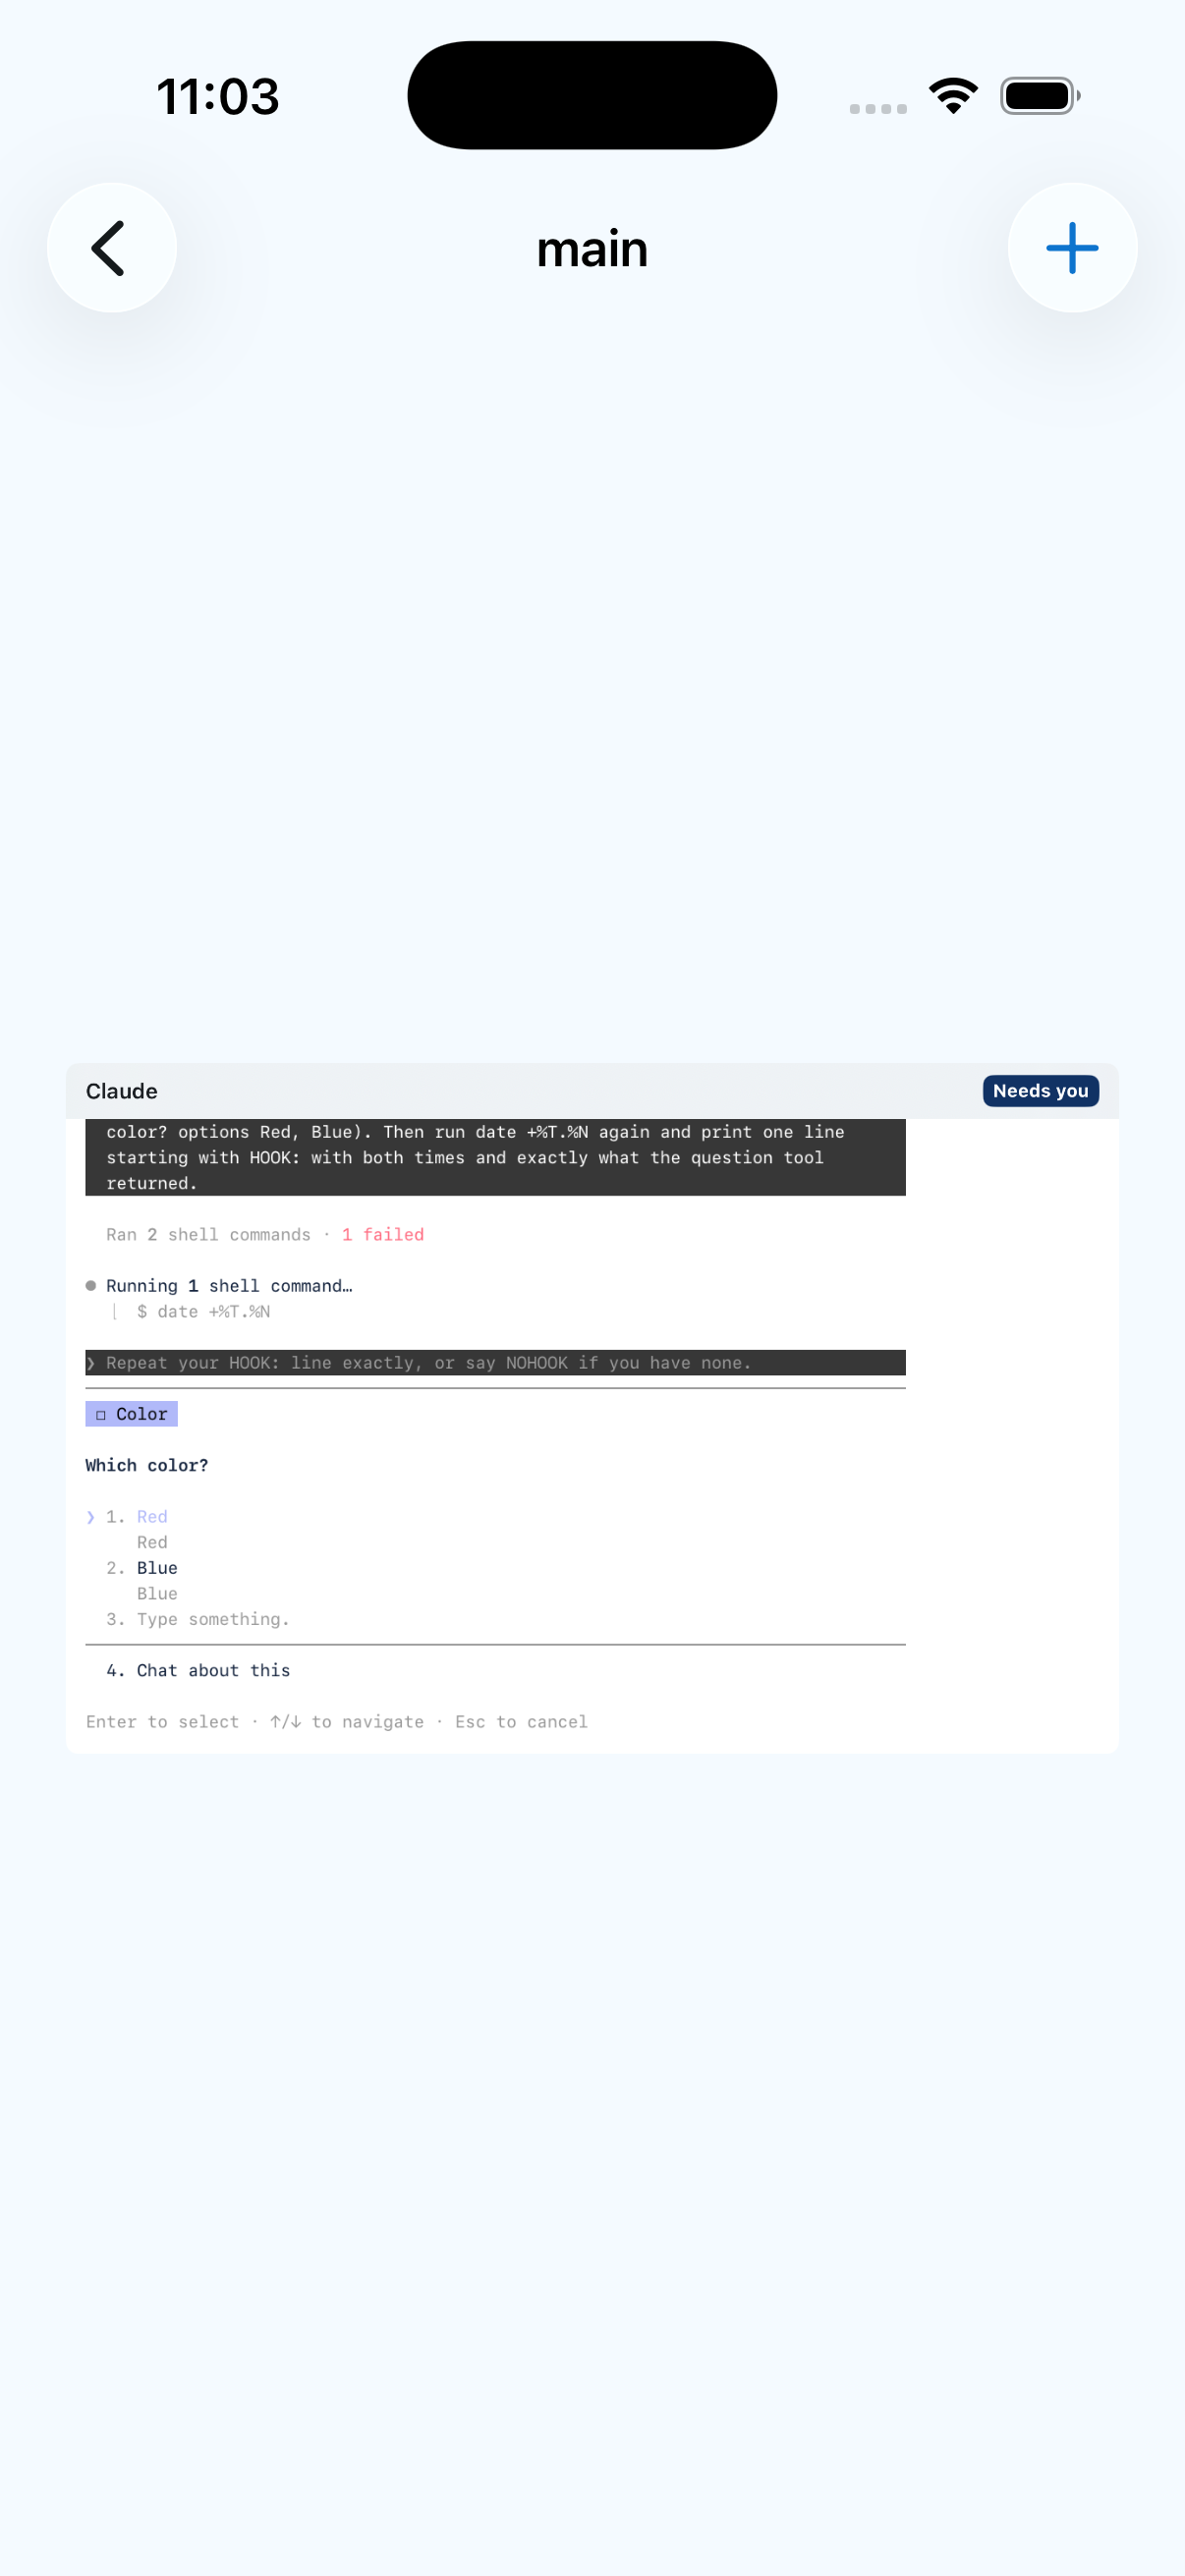 11:03
main
Claude
Needs you
color? options Red, Blue). Then run date +%T.%N again and print one line
starting with HOOK: with both times and exactly what the question tool
returned.
Ran 2 shell commands · 1 failed
● Running 1 shell command…
⎣ $ date +%T.%N
❯ Repeat your HOOK: line exactly, or say NOHOOK if you have none.
☐ Color
Which color?
❯ 1. Red
Red
2. Blue
Blue
3. Type something.
4. Chat about this
Enter to select · ↑/↓ to navigate · Esc to cancel